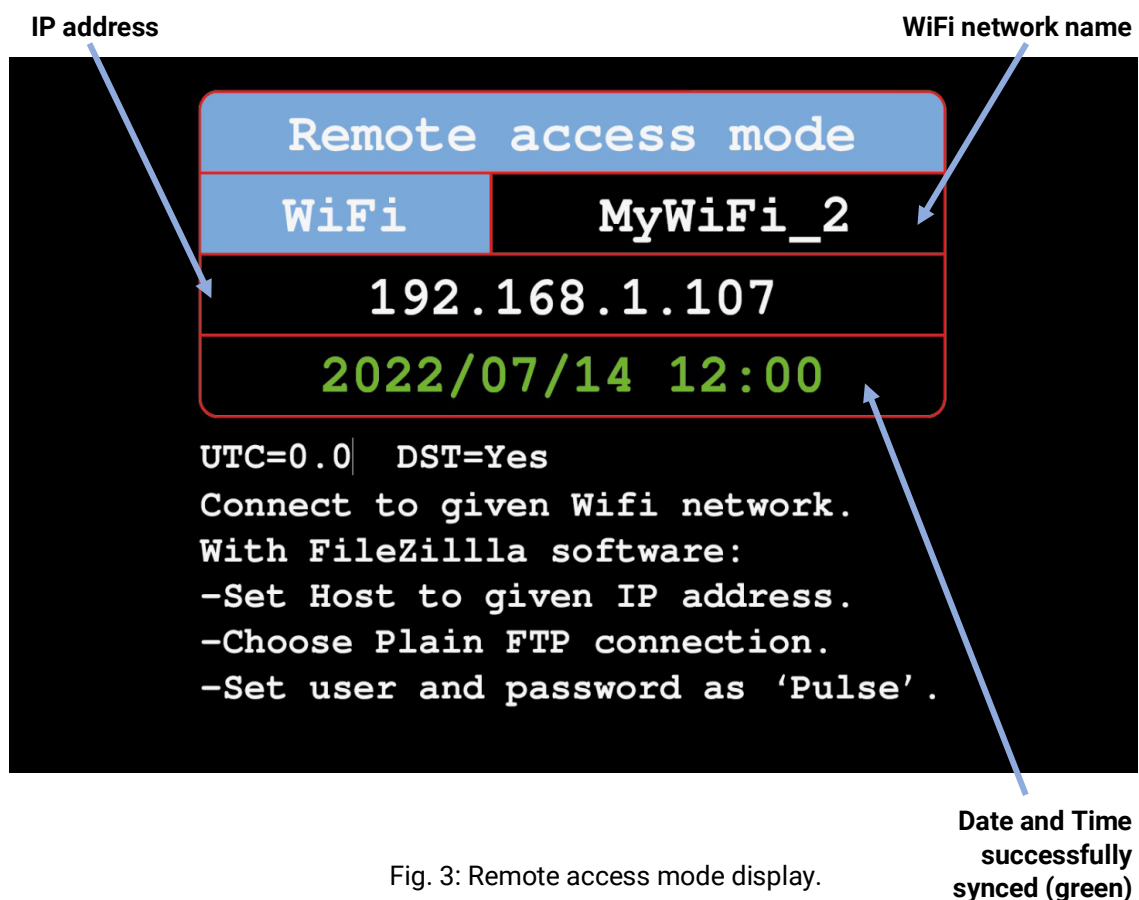 IP address
WiFi network name
Remote access mode
WiFi
MyWiFi_2
192.168.1.107
2022/07/14 12:00
UTC=0.0 DST=Yes
Connect to given Wifi network.
With FileZillla software:
-Set Host to given IP address.
-Choose Plain FTP connection.
-Set user and password as ‘Pulse’.
Date and Time
successfully
synced (green)
Fig. 3: Remote access mode display.